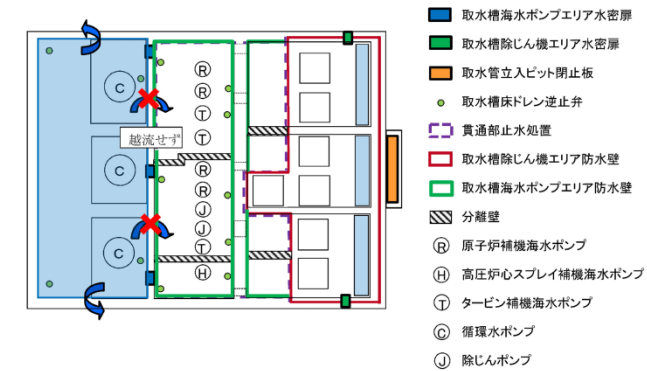 C
C
C
越流せず
R
R
T
T
R
R
J
J
T
H
取水槽海水ポンプエリア水密扉
取水槽除じん機エリア水密扉
取水管立入ピット閉止板
取水槽床ドレン逆止弁
貫通部止水処置
取水槽除じん機エリア防水壁
取水槽海水ポンプエリア防水壁
分離壁
R 原子炉補機海水ポンプ
H 高圧炉心スプレイ補機海水ポンプ
T タービン補機海水ポンプ
C 循環水ポンプ
J 除じんポンプ